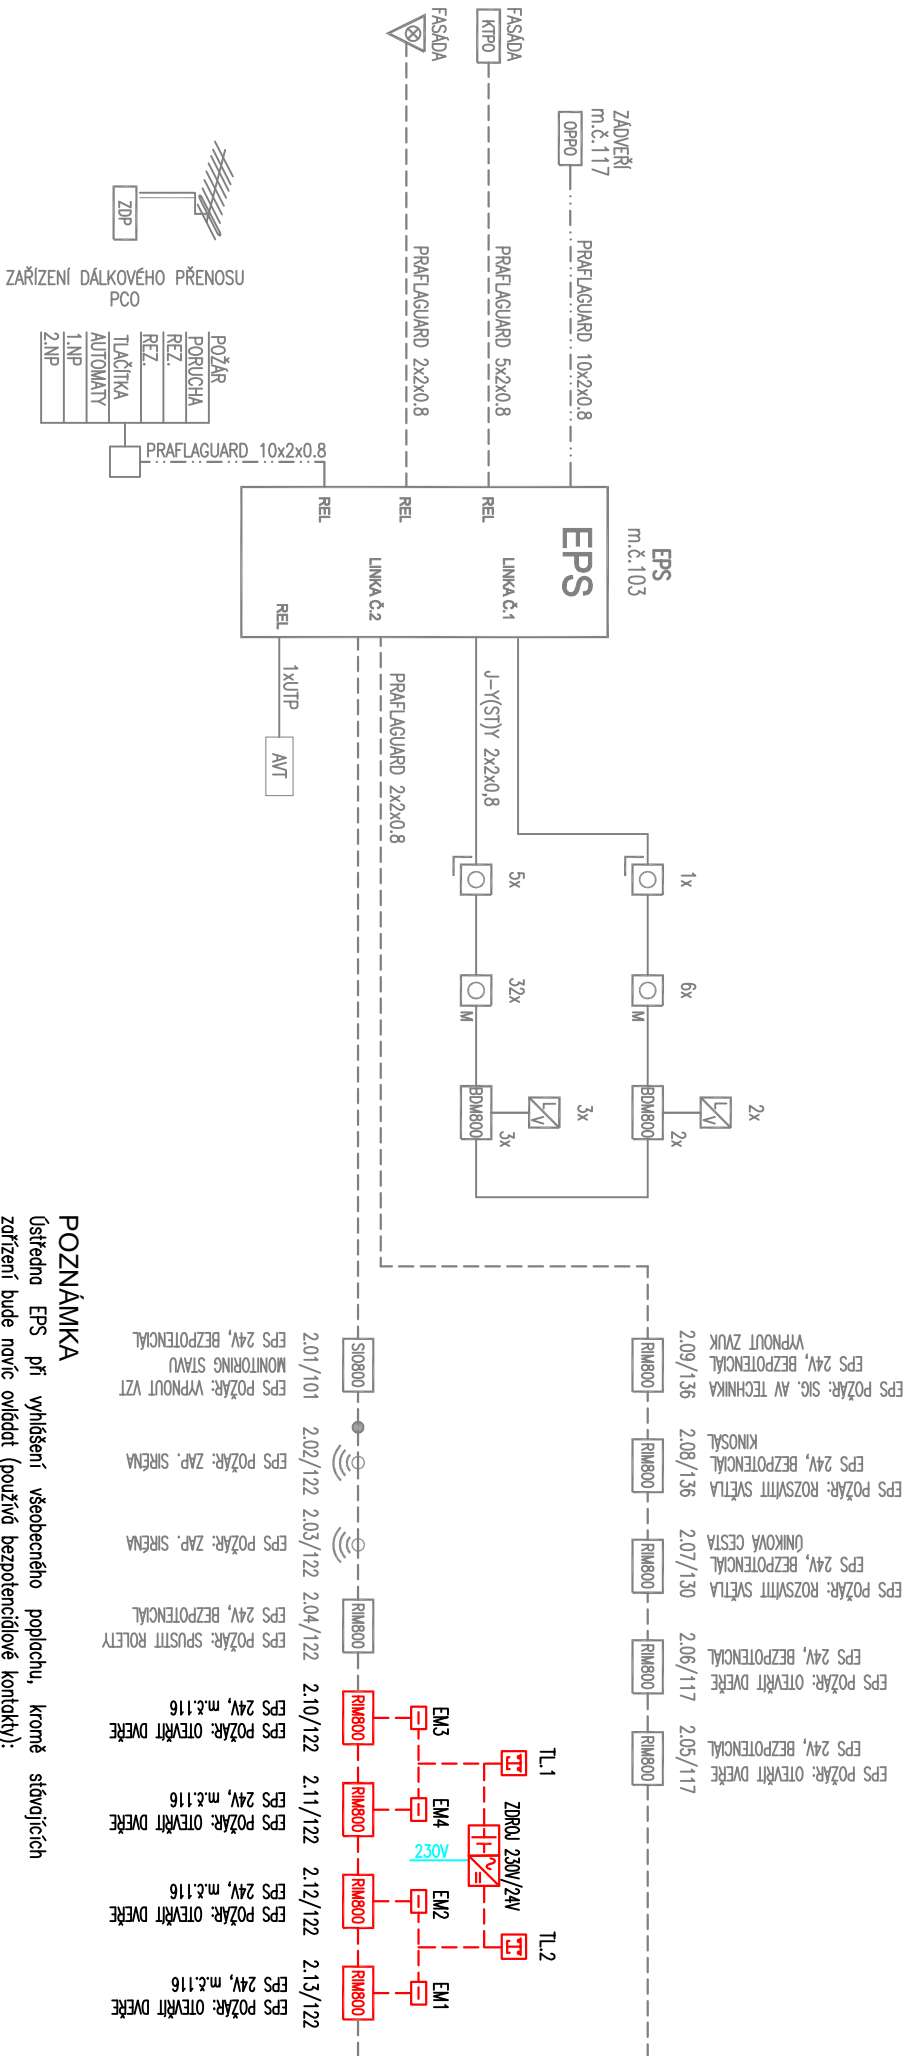 FASÁDA
FASÁDA
KTPO
ZÁDVEŘÍ
m.č.117
OPPO
ZDP
ZAŘÍZENÍ DÁLKOVÉHO PŘENOSU
PCO
POŽÁR
PORUCHA
REZ.
REZ.
TLAČÍTKA
AUTOMATY
1.NP
2.NP
PRAFLAGUARD 10x2x0.8
PRAFLAGUARD 2x2x0.8
PRAFLAGUARD 5x2x0.8
PRAFLAGUARD 10x2x0.8
EPS
m.č.103
EPS
REL
REL
REL
LINKA Č.1
LINKA Č.2
REL
1xUTP
AVT
PRAFLAGUARD 2x2x0.8
J-Y(ST)Y 2x2x0,8
1x
6x
M
BDM800
2x
L
V
2x
5x
32x
M
BDM800
3x
L
V
3x
RIM800
2.09/136
EPS POŽÁR: SIG. AV TECHNIKA
EPS 24V, BEZPOTENCIÁL
VYPNOUT ZVUK
RIM800
2.08/136
EPS POŽÁR: ROZSVÍTIT SVĚTLA
EPS 24V, BEZPOTENCIÁL
KINOSÁL
RIM800
2.07/130
EPS POŽÁR: ROZSVÍTIT SVĚTLA
EPS 24V, BEZPOTENCIÁL
ÚNIKOVÁ CESTA
RIM800
2.06/117
EPS POŽÁR: OTEVŘÍT DVEŘE
EPS 24V, BEZPOTENCIÁL
RIM800
2.05/117
EPS POŽÁR: OTEVŘÍT DVEŘE
EPS 24V, BEZPOTENCIÁL
SIO800
2.01/101
EPS POŽÁR: VYPNOUT VZT
MONITORING STAVU
EPS 24V, BEZPOTENCIÁL
2.02/122
EPS POŽÁR: ZAP. SIRÉNA
2.03/122
EPS POŽÁR: ZAP. SIRÉNA
RIM800
2.04/122
EPS POŽÁR: SPUSTIT ROLETY
EPS 24V, BEZPOTENCIÁL
RIM800
2.10/122
EPS POŽÁR: OTEVŘÍT DVEŘE
EPS 24V, m.č.116
RIM800
2.11/122
EPS POŽÁR: OTEVŘÍT DVEŘE
EPS 24V, m.č.116
RIM800
2.12/122
EPS POŽÁR: OTEVŘÍT DVEŘE
EPS 24V, m.č.116
RIM800
2.13/122
EPS POŽÁR: OTEVŘÍT DVEŘE
EPS 24V, m.č.116
EM3
EM4
EM2
EM1
TL.1
TL.2
ZDROJ 230V/24V
230V
POZNÁMKA
Ústředna EPS při vyhlášení všeobecného poplachu, kromě stávajících
zařízení bude navíc ovládat (používá bezpotenciálové kontakty):